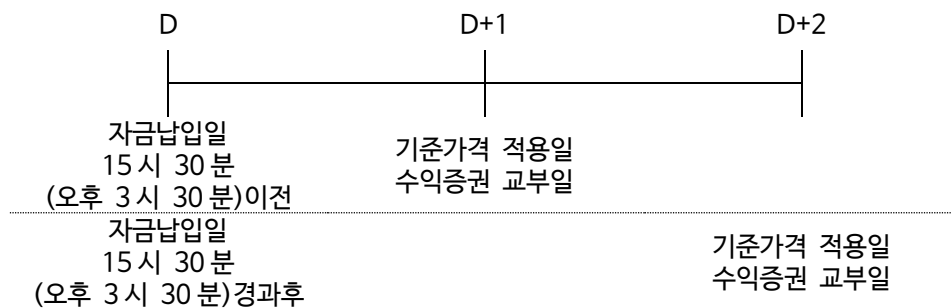 D D+1 D+2
자금납입일
15시 30분
(오후 3시 30분)이전
기준가격 적용일
수익증권 교부일
자금납입일
15시 30분
(오후 3시 30분)경과후
기준가격 적용일
수익증권 교부일